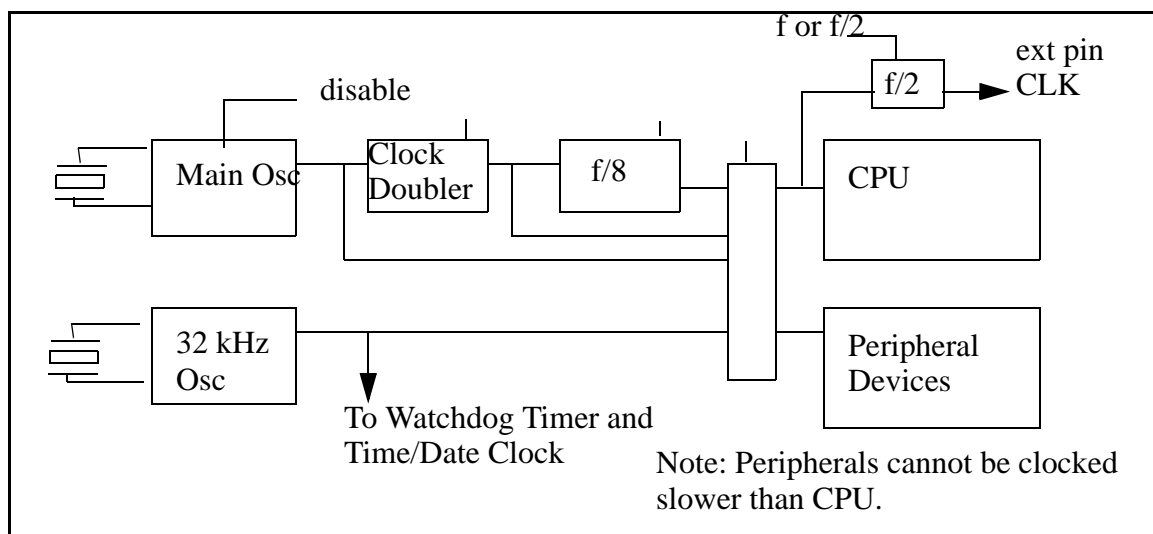 f or f/2
ext pin
CLK
f/2
disable
Main Osc
Clock
Doubler
f/8
CPU
32 kHz
Osc
Peripheral
Devices
To Watchdog Timer and
Time/Date Clock
Note: Peripherals cannot be clocked
slower than CPU.